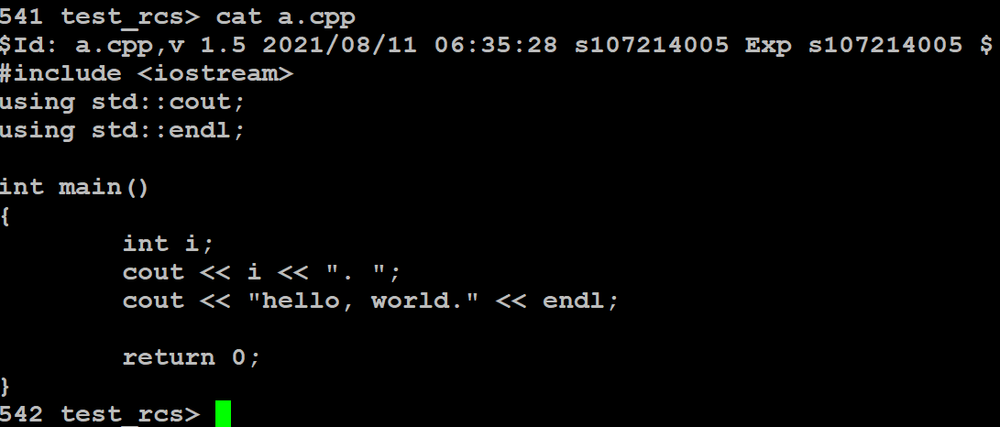 541 test_rcs> cat a.cpp
$Id: a.cpp,v 1.5 2021/08/11 06:35:28 s107214005 Exp s107214005 $
#include <iostream>
using std::cout;
using std::endl;

int main()
{
        int i;
        cout << i << ". ";
        cout << "hello, world." << endl;

        return 0;
}
542 test_rcs>